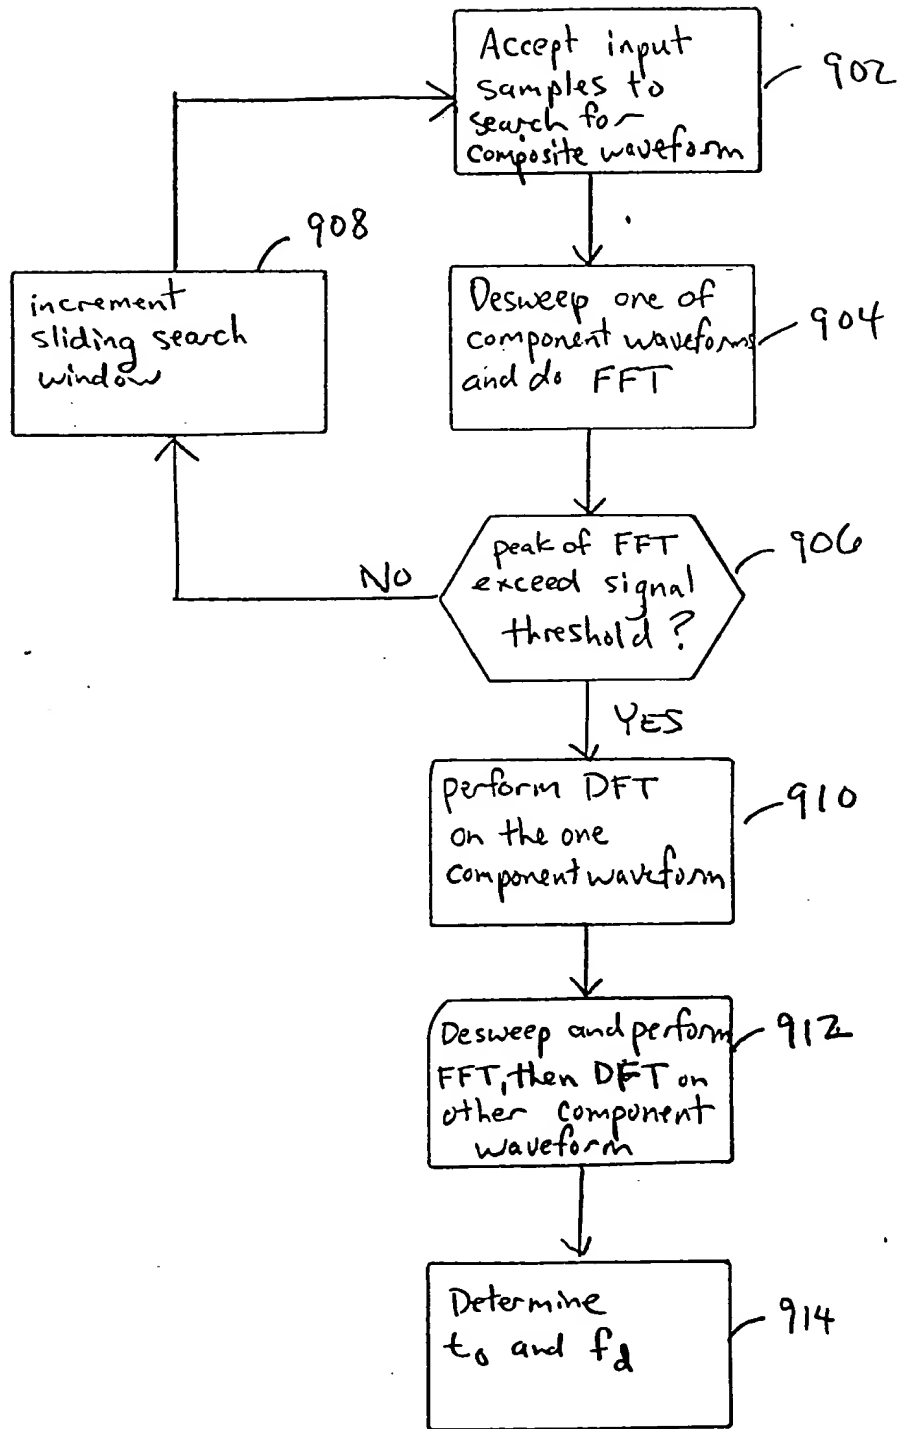 Accept input
samples to
search for
composite waveform
902
908
increment
sliding search
window
Desweep one of
component waveforms
and do FFT
904
peak of FFT
exceed signal
threshold?
906
No
YES
perform DFT
on the one
component waveform
910
Desweep and perform
FFT, then DFT on
other component
waveform
912
Determine
t₀ and f_d
914